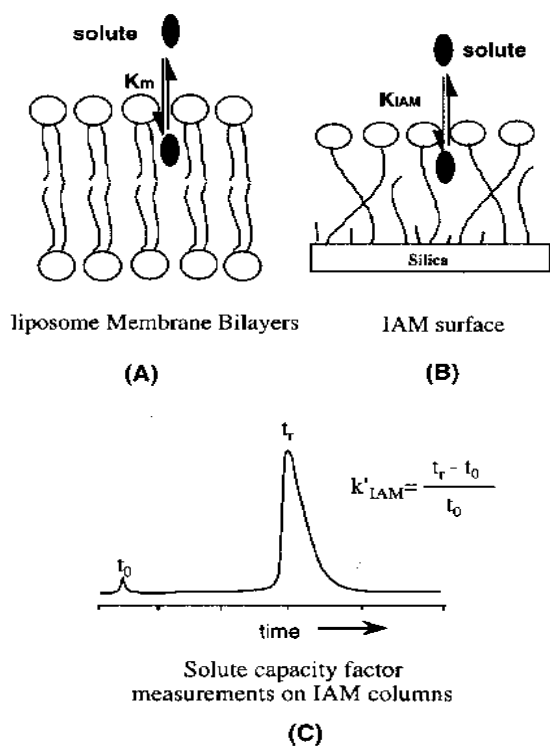 solute
Km
liposome Membrane Bilayers
(A)
solute
KIAM
Silica
IAM surface
(B)
tr
k'IAM = tr - t0 / t0
t0
time
Solute capacity factor
measurements on IAM columns
(C)